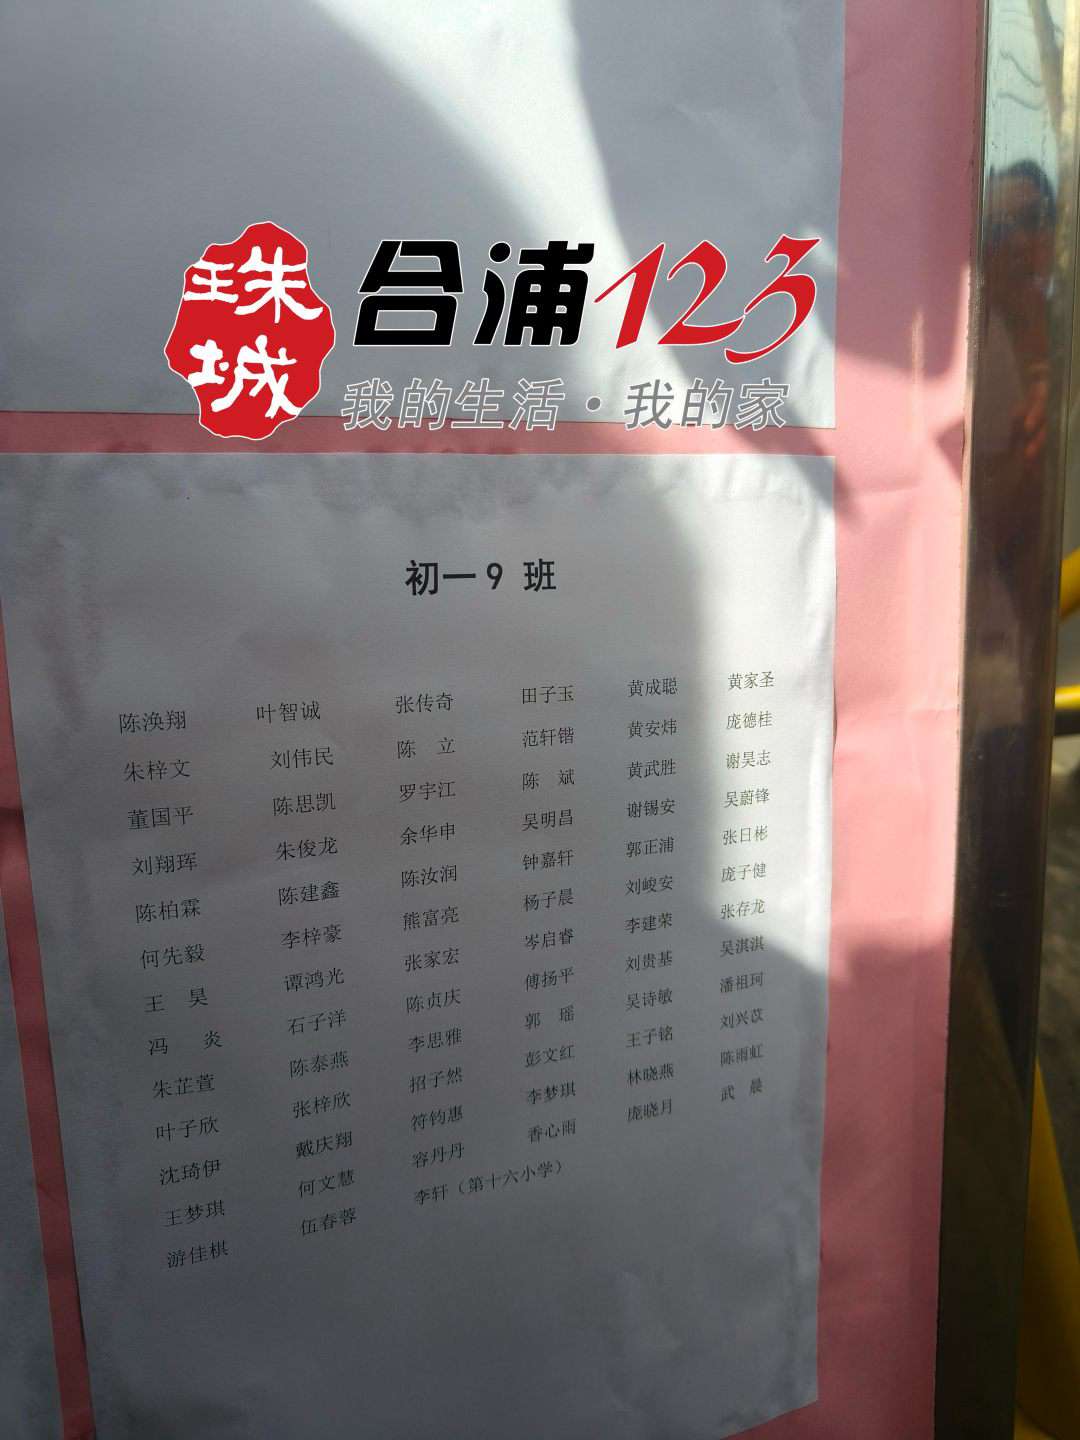 珠城
合浦123
我的生活·我的家
初一9 班
陈涣翔 叶智诚 张传奇 田子玉 黄成聪 黄家圣
朱梓文 刘伟民 陈 立 范轩锴 黄安炜 庞德桂
董国平 陈思凯 罗宇江 陈 斌 黄武胜 谢昊志
刘翔珲 朱俊龙 余华申 吴明昌 谢锡安 吴蔚锋
陈柏霖 陈建鑫 陈汝润 钟嘉轩 郭正浦 张日彬
何先毅 李梓豪 熊富亮 杨子晨 刘峻安 庞子健
王 昊 谭鸿光 张家宏 岑启睿 李建荣 张存龙
冯 炎 石子洋 陈贞庆 傅扬平 刘贵基 吴淇淇
朱芷萱 陈泰燕 李思雅 郭 瑶 吴诗敏 潘祖珂
叶子欣 张梓欣 招子然 彭文红 王子铭 刘兴苡
沈琦伊 戴庆翔 符钧惠 李梦琪 林晓燕 陈雨虹
王梦琪 何文慧 容丹丹 香心雨 庞晓月 武 晨
游佳棋 伍春蓉 李轩（第十六小学）